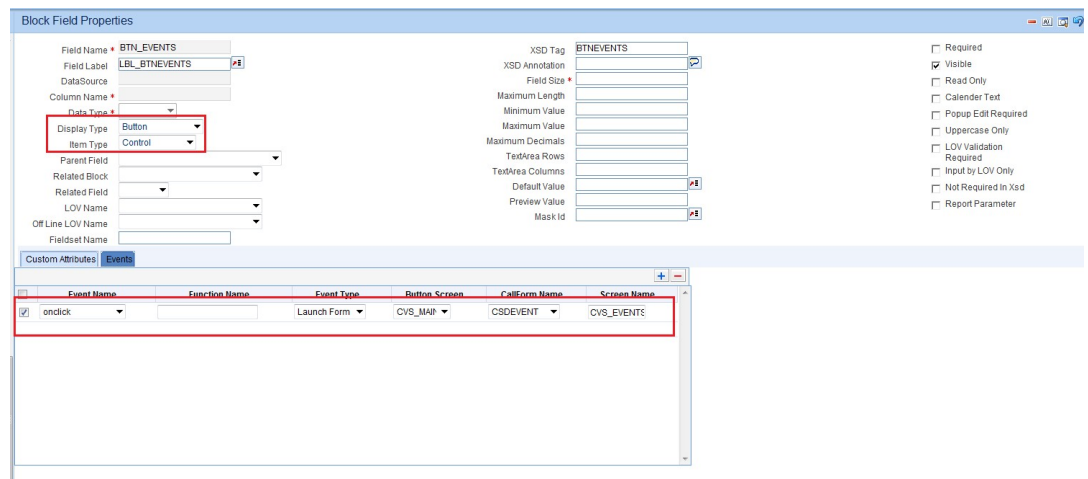 Block Field Properties
Field Name * BTN_EVENTS
Field Label LBL_BTNEVENTS
DataSource
Column Name *
Data Type *
Display Type Button
Item Type Control
Parent Field
Related Block
Related Field
LOV Name
Off Line LOV Name
Fieldset Name
XSD Tag BTNEVENTS
XSD Annotation
Field Size *
Maximum Length
Minimum Value
Maximum Value
Maximum Decimals
TextArea Rows
TextArea Columns
Default Value
Preview Value
Mask Id
Required
Visible
Read Only
Calender Text
Popup Edit Required
Uppercase Only
LOV Validation
Required
Input by LOV Only
Not Required In Xsd
Report Parameter
Custom Attributes Events
Event Name Function Name Event Type Button Screen CallForm Name Screen Name
onclick Launch Form CVS_MAIN CSDEVENT CVS_EVENTS